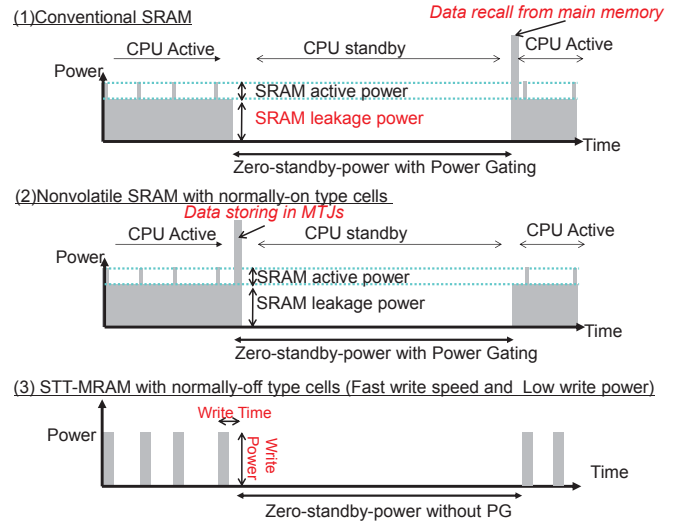 (1)Conventional SRAM
Data recall from main memory
CPU Active
CPU standby
CPU Active
Power
SRAM active power
SRAM leakage power
Time
Zero-standby-power with Power Gating
(2)Nonvolatile SRAM with normally-on type cells
Data storing in MTJs
CPU Active
CPU standby
CPU Active
Power
SRAM active power
SRAM leakage power
Time
Zero-standby-power with Power Gating
(3) STT-MRAM with normally-off type cells (Fast write speed and Low write power)
Write Time
Power
Write
Power
Time
Zero-standby-power without PG